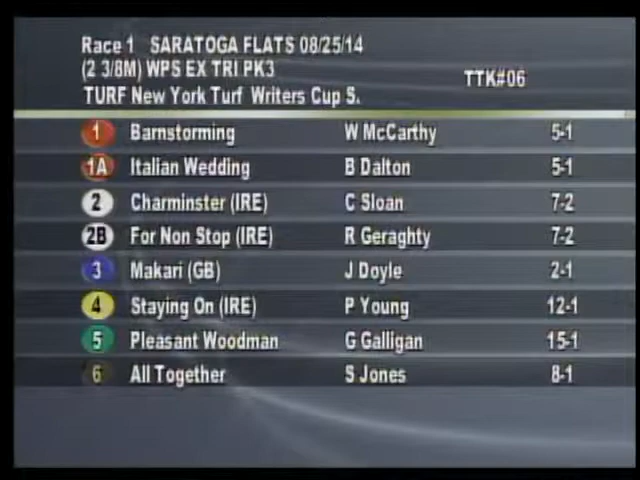 Race 1 SARATOGA FLATS 08/25/14
(2 3/8M) WPS EX TRI PK3
TTK#06
TURF New York Turf Writers Cup S.
1 Barnstorming W McCarthy 5-1
1A Italian Wedding B Dalton 5-1
2 Charminster (IRE) C Sloan 7-2
2B For Non Stop (IRE) R Geraghty 7-2
3 Makari (GB) J Doyle 2-1
4 Staying On (IRE) P Young 12-1
5 Pleasant Woodman G Galligan 15-1
6 All Together S Jones 8-1